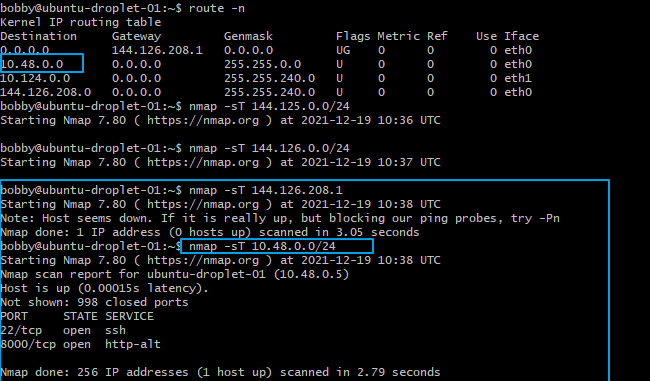 bobby@ubuntu-droplet-01:~$ route -n
Kernel IP routing table
Destination     Gateway         Genmask         Flags Metric Ref    Use Iface
0.0.0.0         144.126.208.1   0.0.0.0         UG    0      0        0 eth0
10.48.0.0       0.0.0.0         255.255.0.0     U     0      0        0 eth0
10.124.0.0      0.0.0.0         255.255.240.0   U     0      0        0 eth1
144.126.208.0   0.0.0.0         255.255.240.0   U     0      0        0 eth0
bobby@ubuntu-droplet-01:~$ nmap -sT 144.125.0.0/24
Starting Nmap 7.80 ( https://nmap.org ) at 2021-12-19 10:36 UTC
bobby@ubuntu-droplet-01:~$ nmap -sT 144.126.0.0/24
Starting Nmap 7.80 ( https://nmap.org ) at 2021-12-19 10:37 UTC
bobby@ubuntu-droplet-01:~$ nmap -sT 144.126.208.1
Starting Nmap 7.80 ( https://nmap.org ) at 2021-12-19 10:38 UTC
Note: Host seems down. If it is really up, but blocking our ping probes, try -Pn
Nmap done: 1 IP address (0 hosts up) scanned in 3.05 seconds
bobby@ubuntu-droplet-01:~$ nmap -sT 10.48.0.0/24
Starting Nmap 7.80 ( https://nmap.org ) at 2021-12-19 10:38 UTC
Nmap scan report for ubuntu-droplet-01 (10.48.0.5)
Host is up (0.00015s latency).
Not shown: 998 closed ports
PORT     STATE SERVICE
22/tcp   open  ssh
8000/tcp open  http-alt
Nmap done: 256 IP addresses (1 host up) scanned in 2.79 seconds